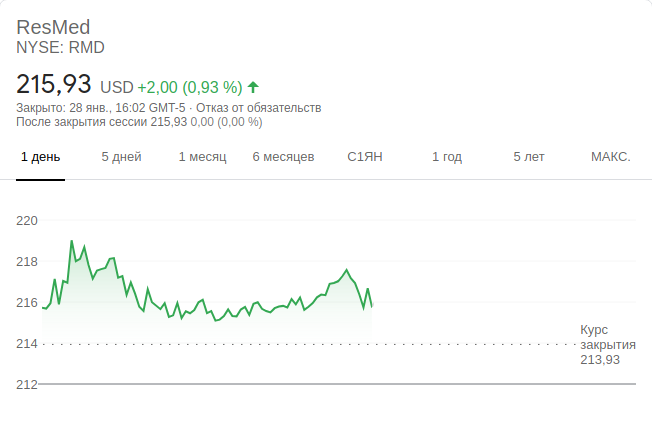 ResMed
NYSE: RMD
215,93 USD +2,00 (0,93 %)
Закрыто: 28 янв., 16:02 GMT-5 · Отказ от обязательств
После закрытия сессии 215,93 0,00 (0,00 %)
1 день 5 дней 1 месяц 6 месяцев С1ЯН 1 год 5 лет МАКС.
220
218
216
214
212
Курс
закрытия
213,93